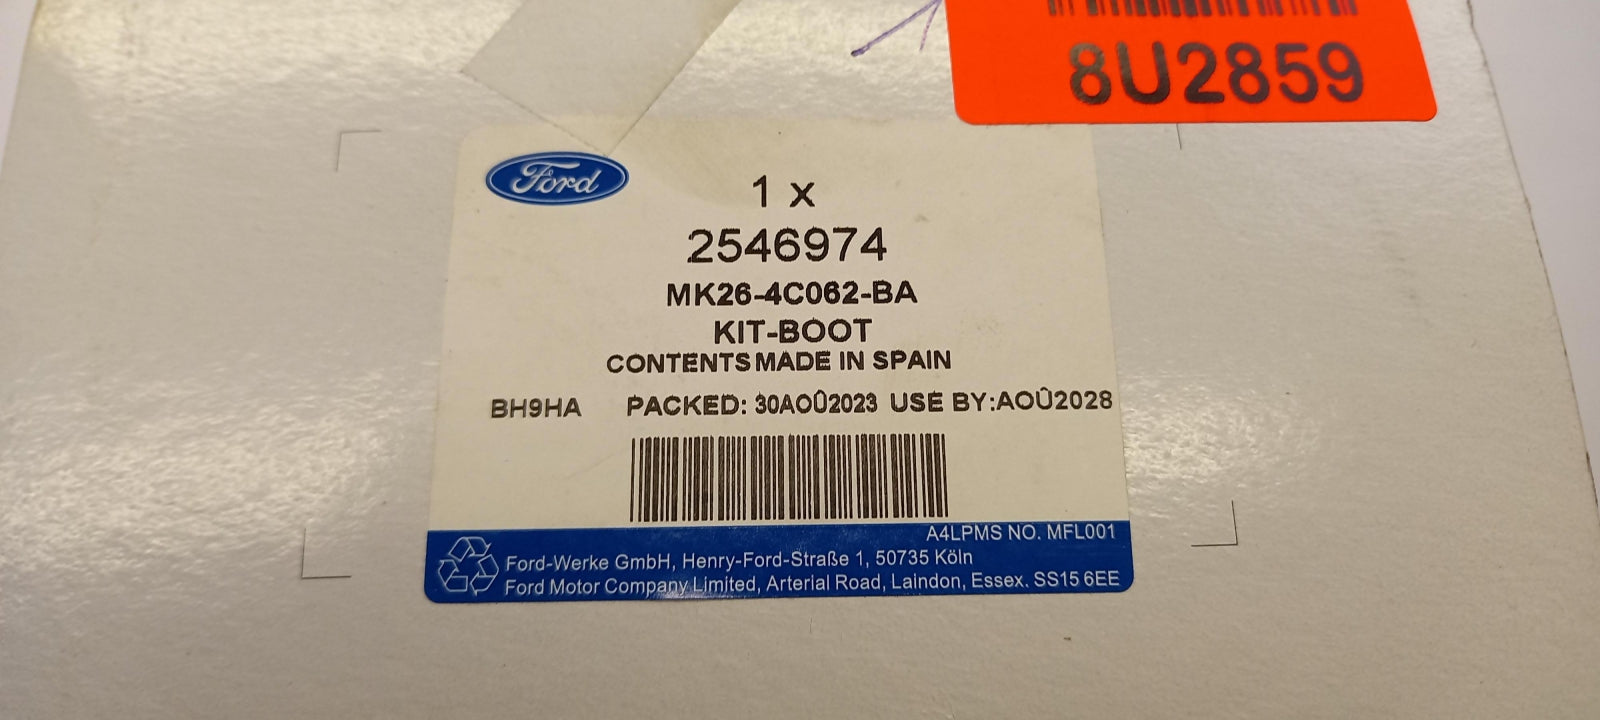 8U2859
Ford
1 x
2546974
MK26-4C062-BA
KIT-BOOT
CONTENTS MADE IN SPAIN
BH9HA PACKED: 30AOÛ2023 USE BY:AOÛ2028
A4LPMS NO. MFL001
Ford-Werke GmbH, Henry-Ford-Straße 1, 50735 Köln
Ford Motor Company Limited, Arterial Road, Laindon, Essex. SS15 6EE